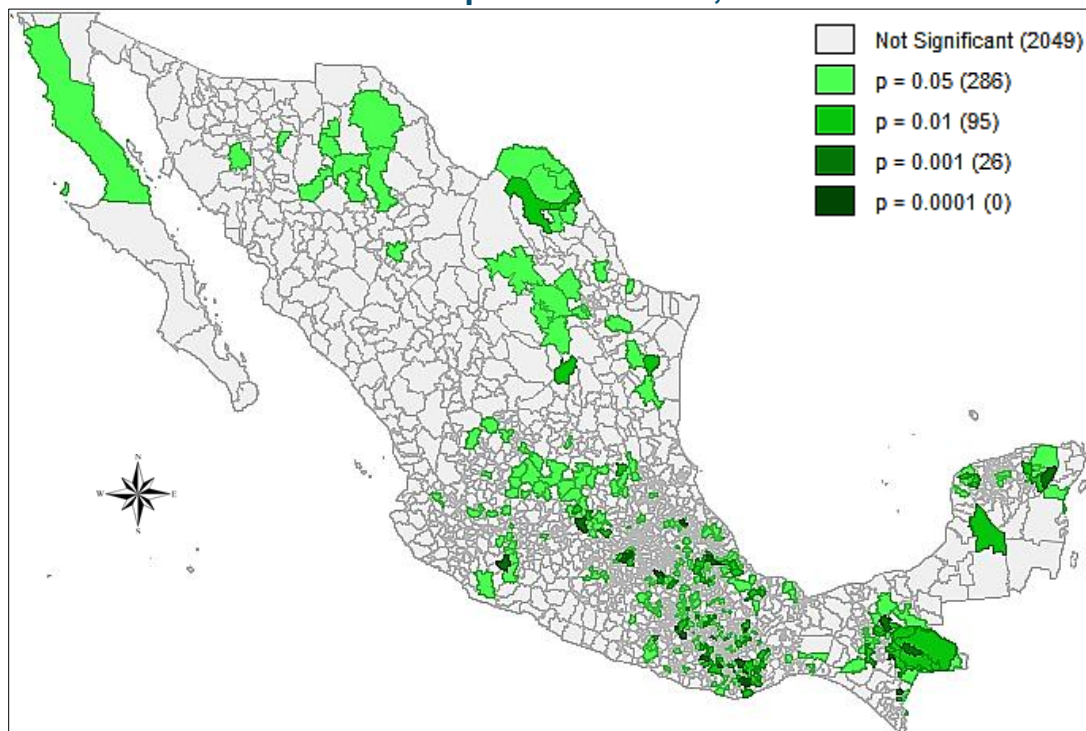 Not Significant (2049)
p = 0.05 (286)
p = 0.01 (95)
p = 0.001 (26)
p = 0.0001 (0)
N
W E
S